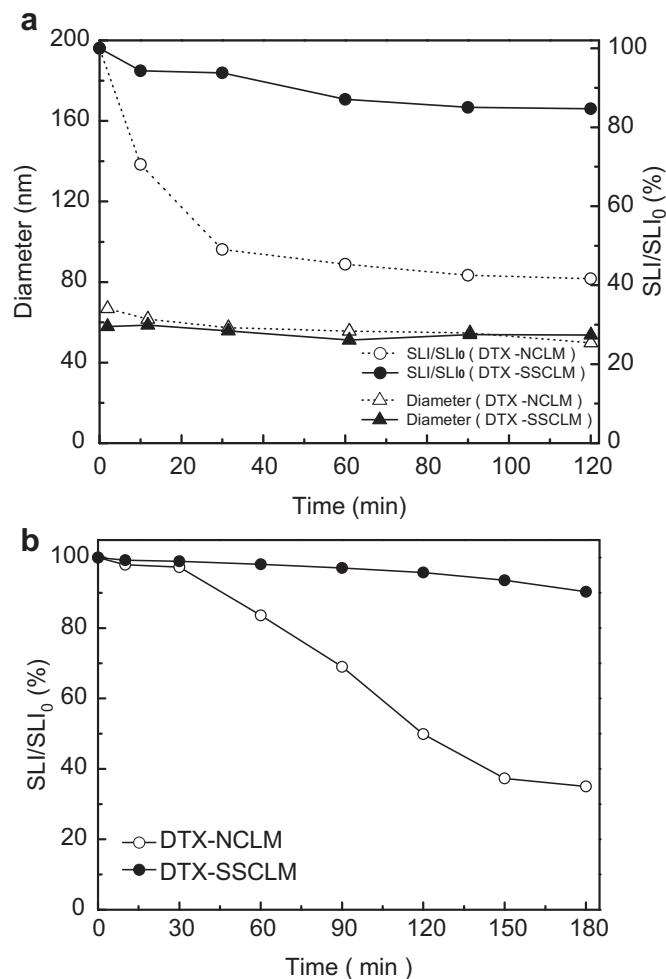 a
200
160
120
80
40
0
Diameter (nm)
100
80
60
40
20
0
SLI/SLI₀ (%)
SLI/SLI₀ ( DTX -NCLM )
SLI/SLI₀ ( DTX -SSCLM )
Diameter ( DTX -NCLM )
Diameter ( DTX -SSCLM )
0 20 40 60 80 100 120
Time (min)
b
100
80
60
40
20
0
SLI/SLI₀ (%)
DTX-NCLM
DTX-SSCLM
0 30 60 90 120 150 180
Time ( min )